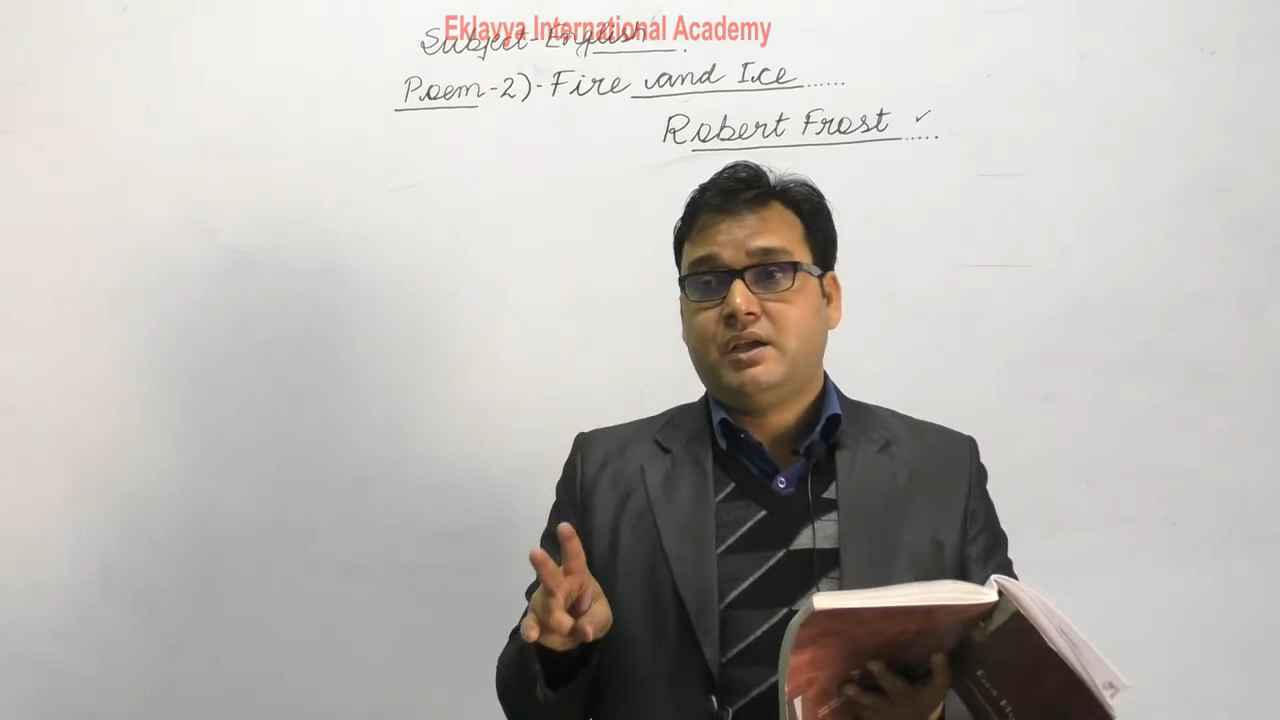 Eklavya International Academy
Subject-English.
Poem-2)-Fire and Ice......
Robert Frost ✓.....